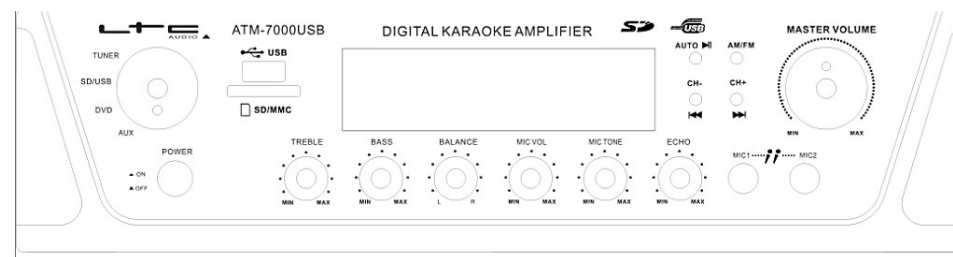 LTC
AUDIO
ATM-7000USB
DIGITAL KARAOKE AMPLIFIER
SD
USB
MASTER VOLUME
TUNER
SD/USB
DVD
AUX
USB
SD/MMC
AUTO
AM/FM
CH-
CH+
MIN
MAX
POWER
ON
OFF
TREBLE
BASS
BALANCE
MIC VOL
MIC TONE
ECHO
MIN MAX
MIN MAX
L R
MIN MAX
MIN MAX
MIN MAX
MIC1
MIC2